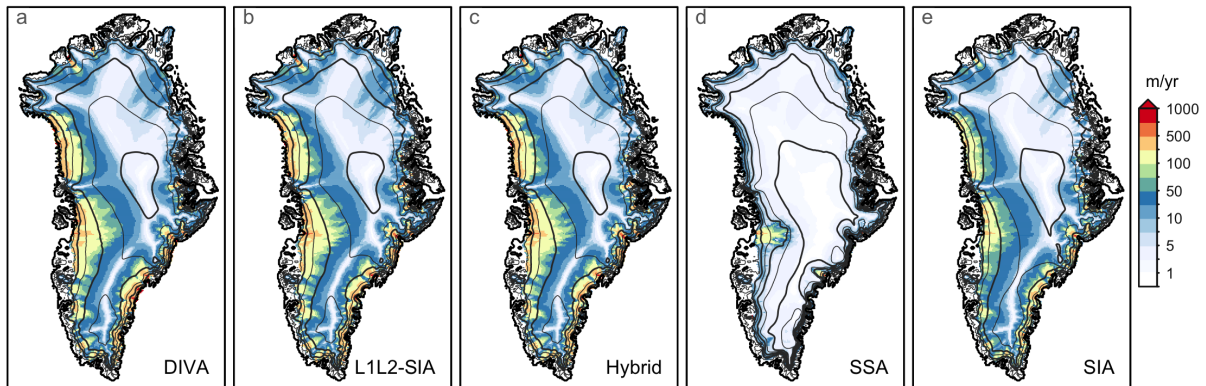 a
b
c
d
e
m/yr
1000
500
100
50
10
5
1
DIVA
L1L2-SIA
Hybrid
SSA
SIA